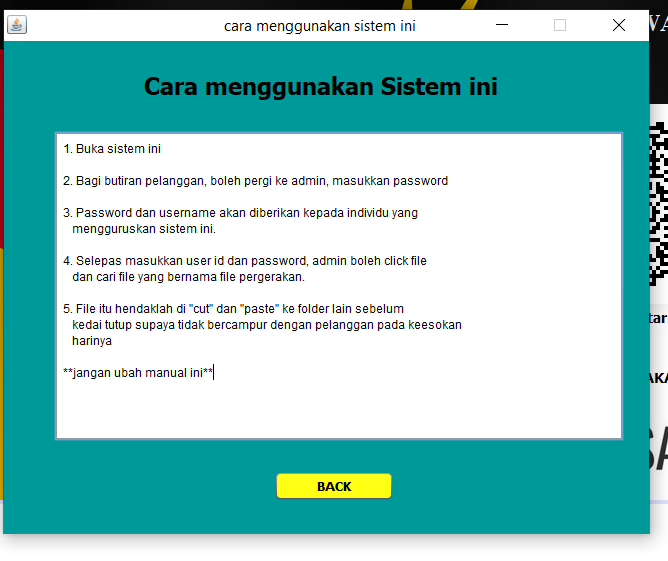 cara menggunakan sistem ini
Cara menggunakan Sistem ini
1. Buka sistem ini
2. Bagi butiran pelanggan, boleh pergi ke admin, masukkan password
3. Password dan username akan diberikan kepada individu yang
menguruskan sistem ini.
4. Selepas masukkan user id dan password, admin boleh click file
dan cari file yang bernama file pergerakan.
5. File itu hendaklah di "cut" dan "paste" ke folder lain sebelum
kedai tutup supaya tidak bercampur dengan pelanggan pada keesokan
harinya
**jangan ubah manual ini**
BACK